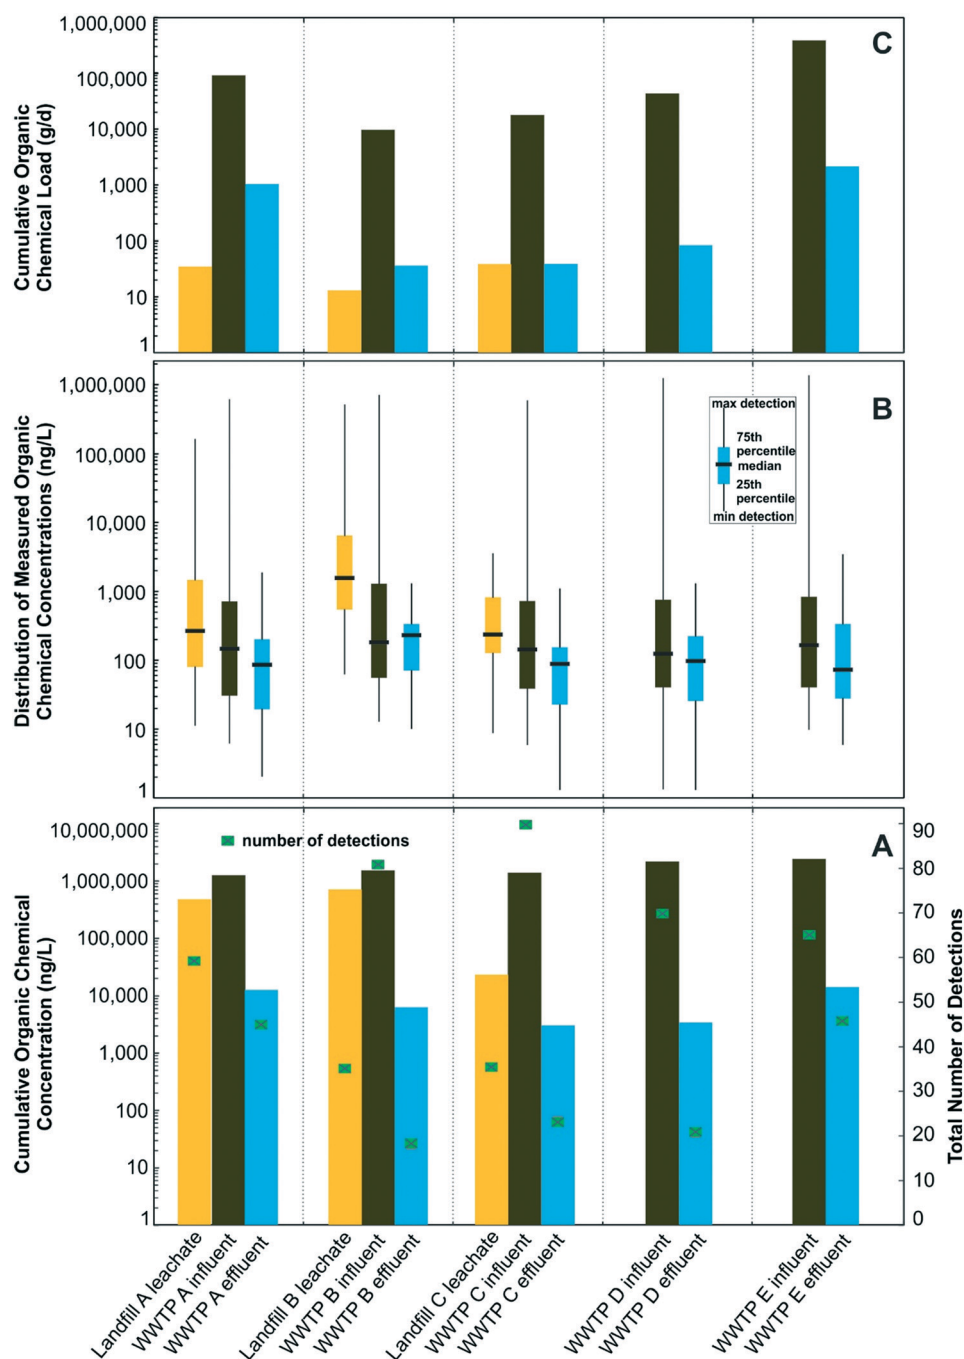 C
Cumulative Organic
Chemical Load (g/d)
1,000,000
100,000
10,000
1,000
100
10
1
B
Distribution of Measured Organic
Chemical Concentrations (ng/L)
1,000,000
100,000
10,000
1,000
100
10
1
max detection
75th
percentile
median
25th
percentile
min detection
A
Cumulative Organic Chemical
Concentration (ng/L)
10,000,000
1,000,000
100,000
10,000
1,000
100
10
1
number of detections
90
80
70
60
50
40
30
20
10
0
Total Number of Detections
Landfill A leachate
WWTP A influent
WWTP A effluent
Landfill B leachate
WWTP B influent
WWTP B effluent
Landfill C leachate
WWTP C influent
WWTP C effluent
WWTP D influent
WWTP D effluent
WWTP E influent
WWTP E effluent